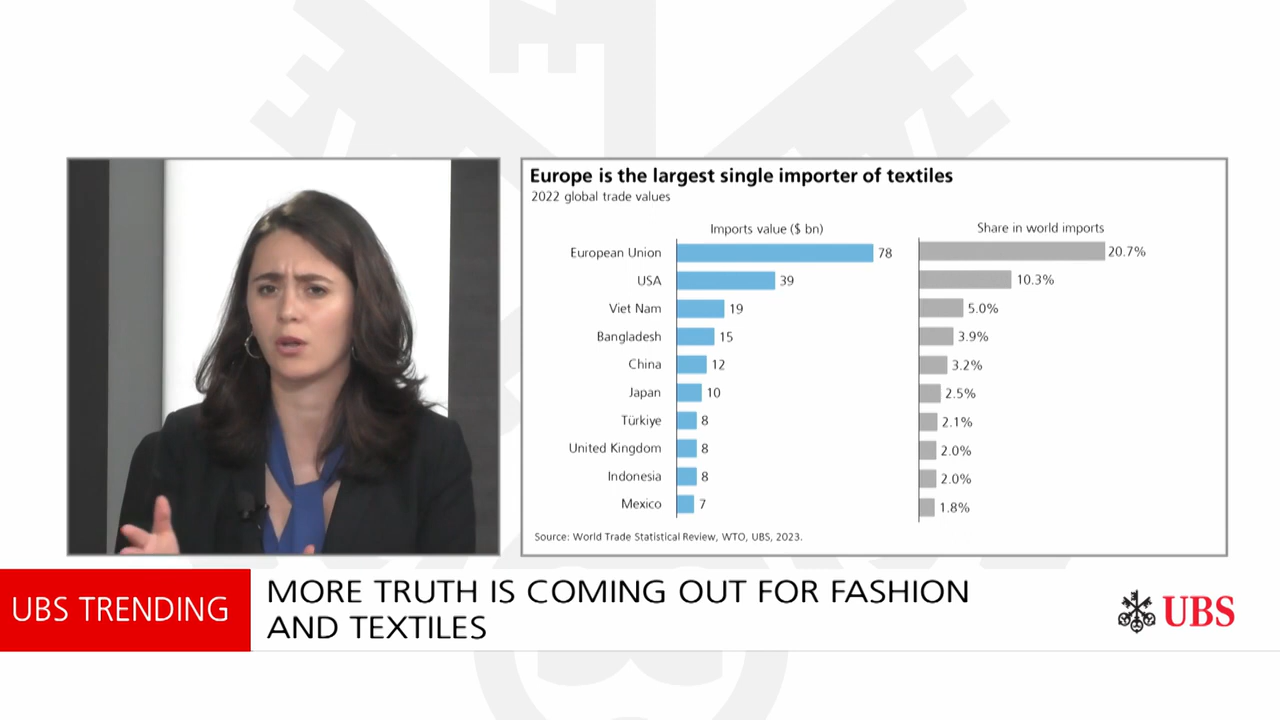 Europe is the largest single importer of textiles
2022 global trade values
Imports value ($ bn)
Share in world imports
European Union 78 20.7%
USA 39 10.3%
Viet Nam 19 5.0%
Bangladesh 15 3.9%
China 12 3.2%
Japan 10 2.5%
Türkiye 8 2.1%
United Kingdom 8 2.0%
Indonesia 8 2.0%
Mexico 7 1.8%
Source: World Trade Statistical Review, WTO, UBS, 2023.
UBS TRENDING
MORE TRUTH IS COMING OUT FOR FASHION
AND TEXTILES
UBS